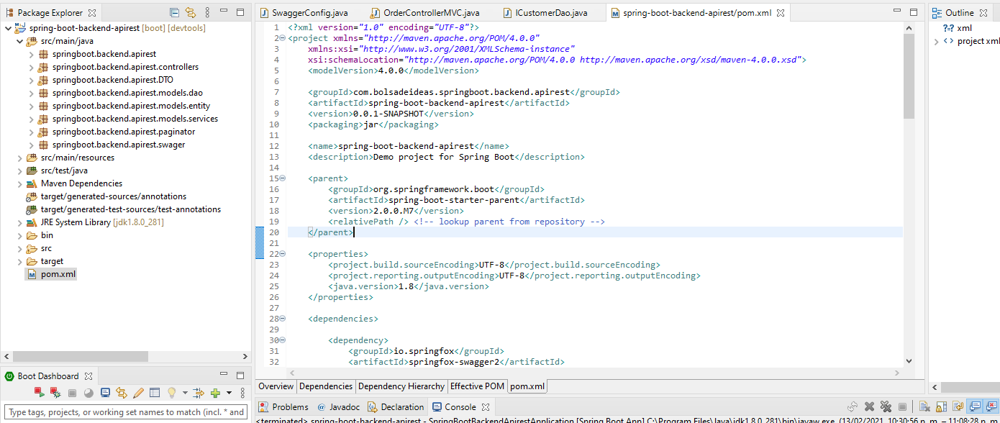 Package Explorer
spring-boot-backend-apirest [boot] [devtools]
src/main/java
springboot.backend.apirest
springboot.backend.apirest.controllers
springboot.backend.apirest.DTO
springboot.backend.apirest.models.dao
springboot.backend.apirest.models.entity
springboot.backend.apirest.models.services
springboot.backend.apirest.paginator
springboot.backend.apirest.swager
src/main/resources
src/test/java
Maven Dependencies
target/generated-sources/annotations
target/generated-test-sources/test-annotations
JRE System Library [jdk1.8.0_281]
bin
src
target
pom.xml
Boot Dashboard
Type tags, projects, or working set names to match (incl. * and
SwaggerConfig.java OrderControllerMVC.java ICustomerDao.java spring-boot-backend-apirest/pom.xml
1 <?xml version="1.0" encoding="UTF-8"?>
2 <project xmlns="http://maven.apache.org/POM/4.0.0"
3 xmlns:xsi="http://www.w3.org/2001/XMLSchema-instance"
4 xsi:schemaLocation="http://maven.apache.org/POM/4.0.0 http://maven.apache.org/xsd/maven-4.0.0.xsd">
5 <modelVersion>4.0.0</modelVersion>
6
7 <groupId>com.bolsadeideas.springboot.backend.apirest</groupId>
8 <artifactId>spring-boot-backend-apirest</artifactId>
9 <version>0.0.1-SNAPSHOT</version>
10 <packaging>jar</packaging>
11
12 <name>spring-boot-backend-apirest</name>
13 <description>Demo project for Spring Boot</description>
14
15 <parent>
16 <groupId>org.springframework.boot</groupId>
17 <artifactId>spring-boot-starter-parent</artifactId>
18 <version>2.0.0.M7</version>
19 <relativePath /> <!-- lookup parent from repository -->
20 </parent>
21
22 <properties>
23 <project.build.sourceEncoding>UTF-8</project.build.sourceEncoding>
24 <project.reporting.outputEncoding>UTF-8</project.reporting.outputEncoding>
25 <java.version>1.8</java.version>
26 </properties>
27
28 <dependencies>
29
30 <dependency>
31 <groupId>io.springfox</groupId>
32 <artifactId>springfox-swagger2</artifactId>
Overview Dependencies Dependency Hierarchy Effective POM pom.xml
Problems @ Javadoc Declaration Console
<terminated> spring-boot-backend-apirest - SpringBootBackendApirestApplication [Spring Boot App] C:\Program Files\Java\jdk1.8.0_281\bin\javaw.exe (13/02/2021 10:30:56 p. m. – 11:08:28 p. m.
Outline
?-? xml
<> project xml